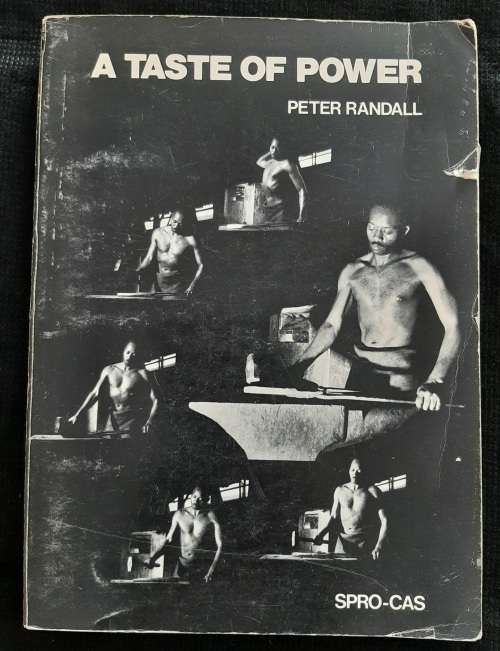 A TASTE OF POWER
PETER RANDALL
SPRO-CAS